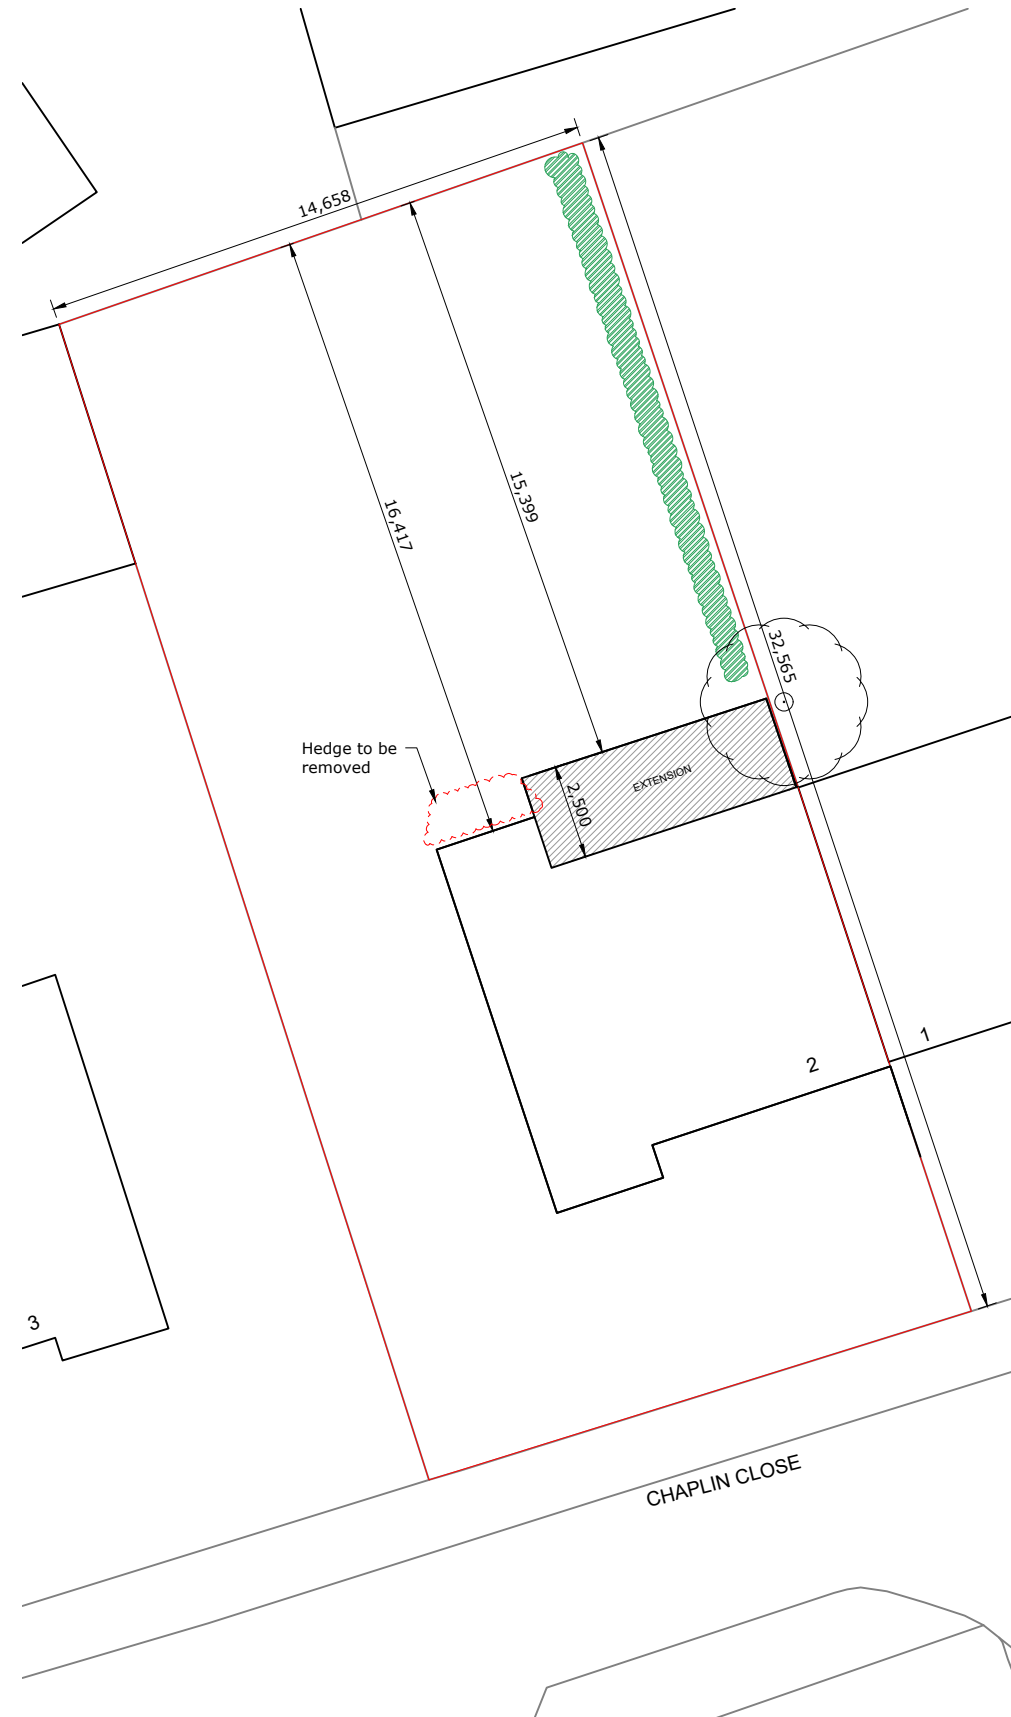 14,658
15,399
16,417
32,565
Hedge to be
removed
EXTENSION
2,500
1
2
3
CHAPLIN CLOSE